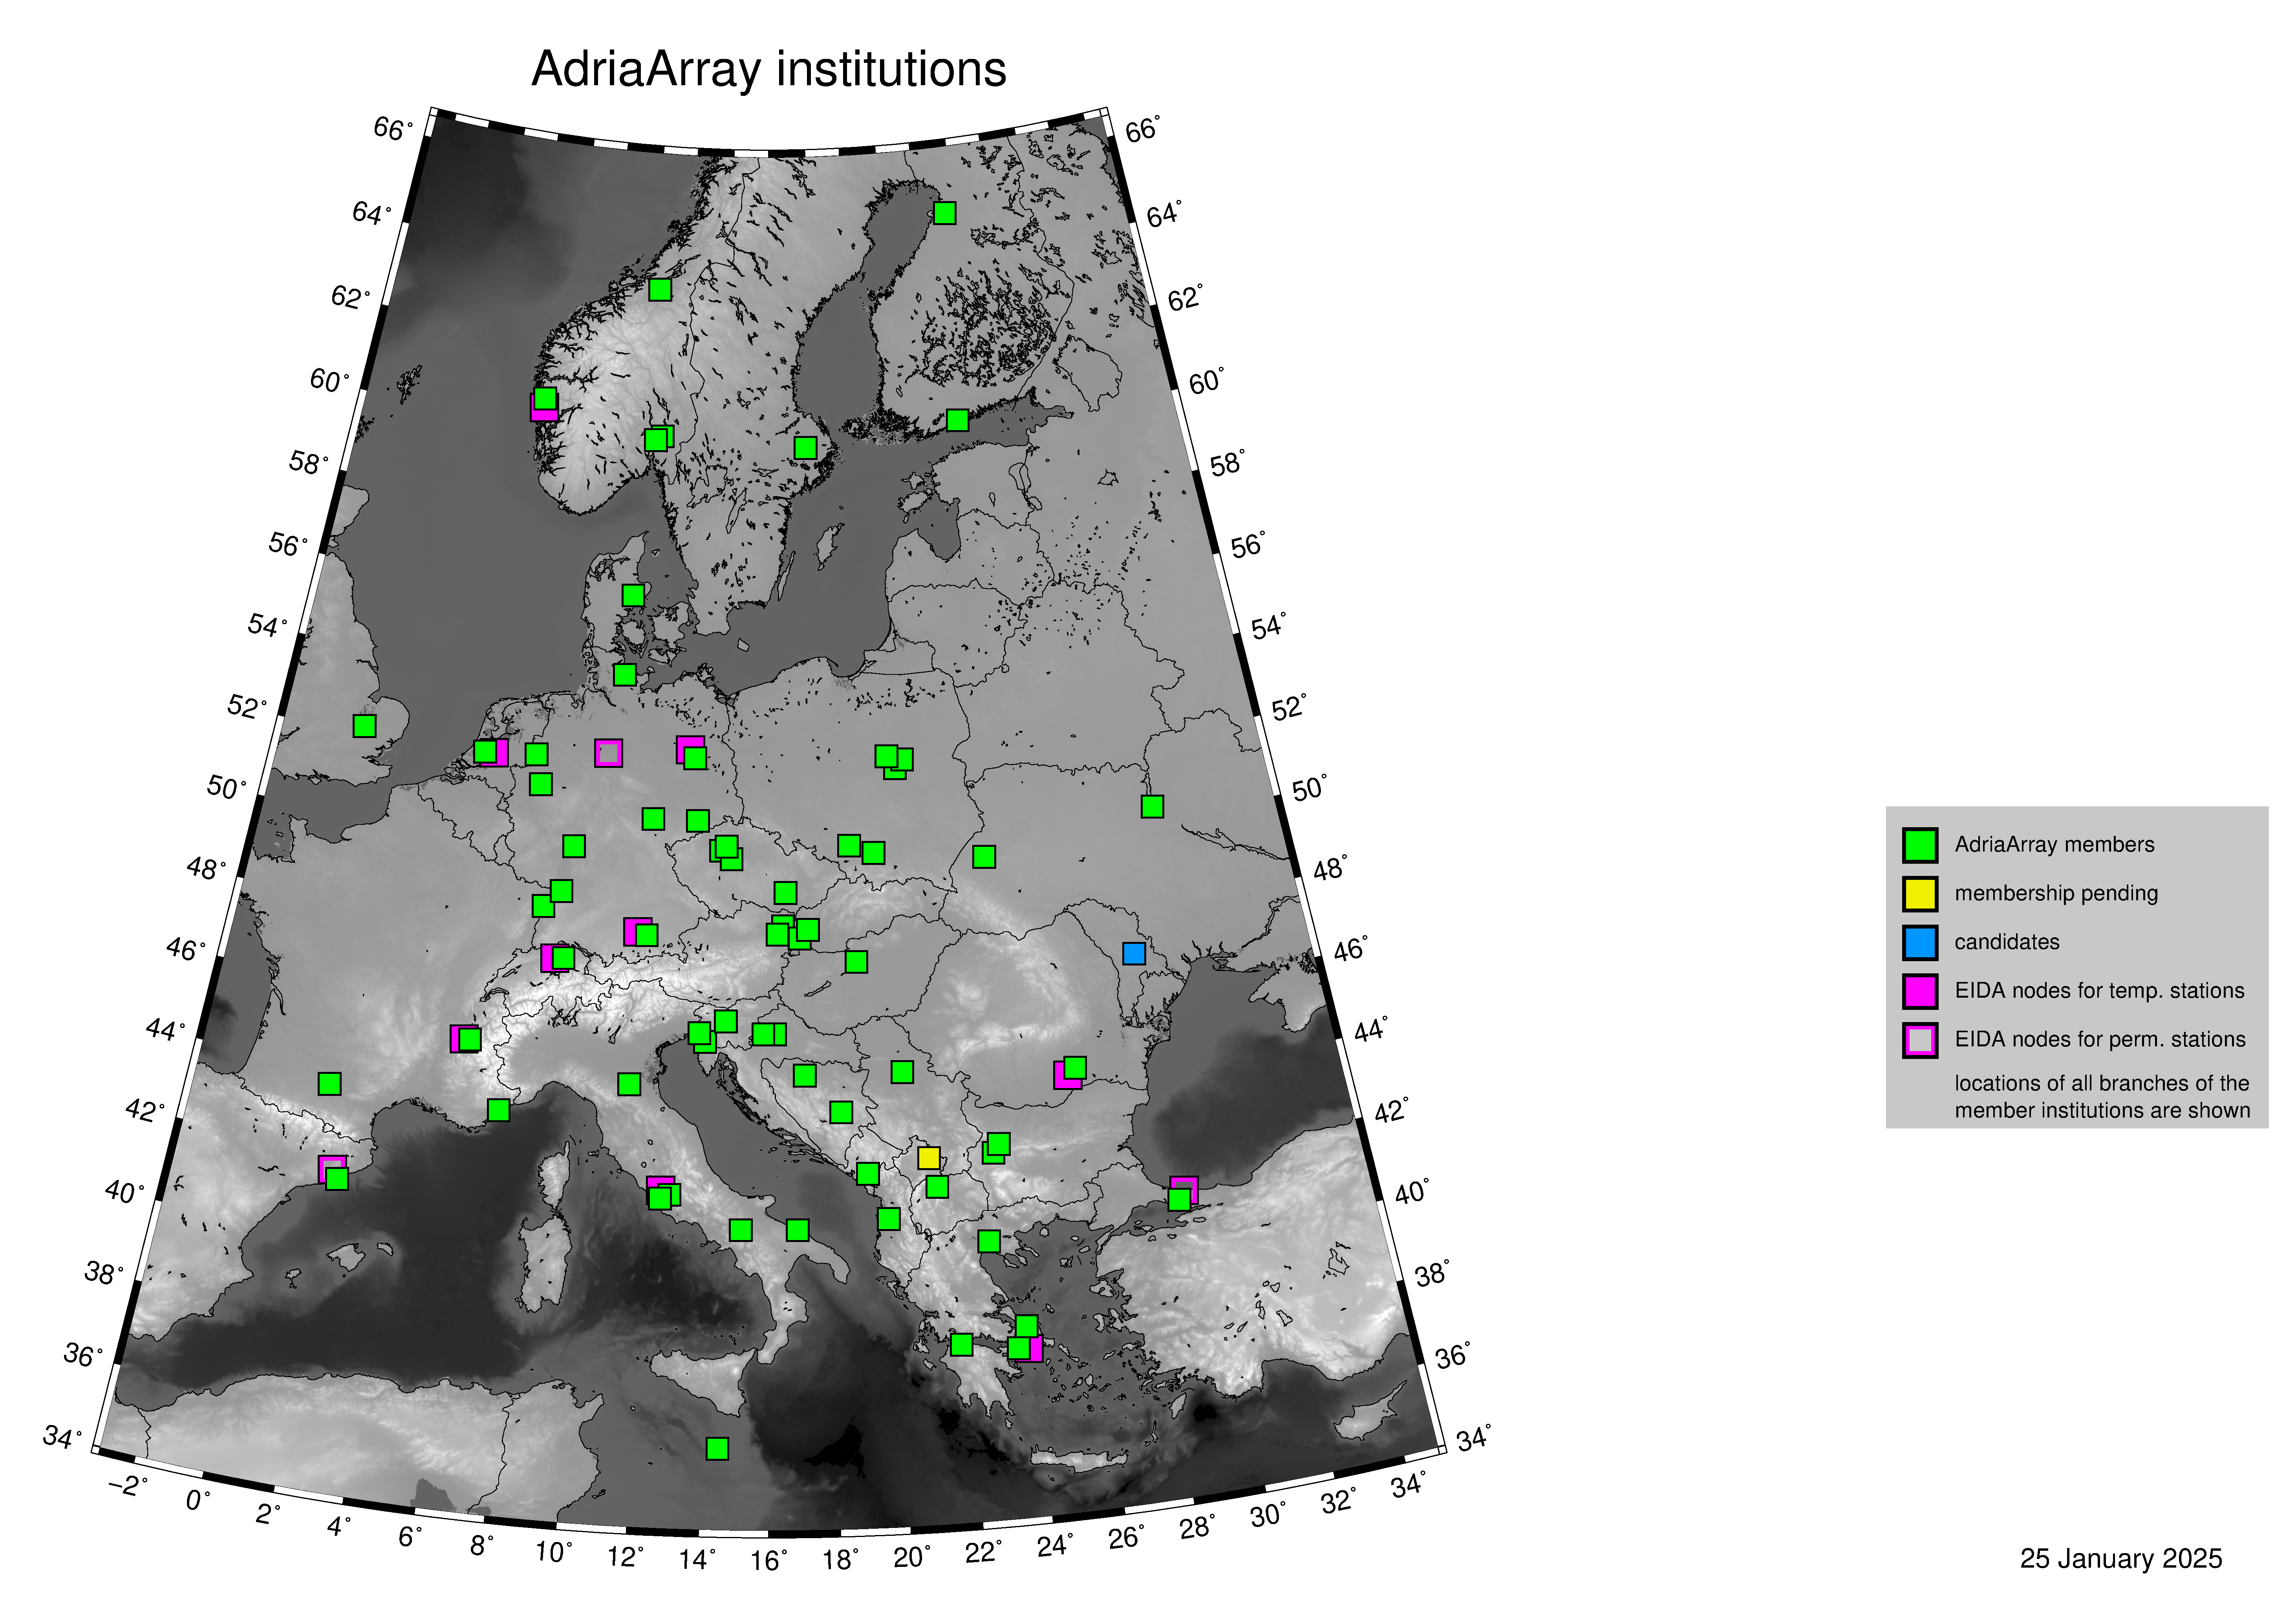 AdriaArray institutions
66° 66°
64° 64°
62° 62°
60° 60°
58° 58°
56° 56°
54° 54°
52° 52°
50° 50°
48° 48°
46° 46°
44° 44°
42° 42°
40° 40°
38° 38°
36° 36°
34° 34°
−2° 0° 2° 4° 6° 8° 10° 12° 14° 16° 18° 20° 22° 24° 26° 28° 30° 32° 34°
AdriaArray members
membership pending
candidates
EIDA nodes for temp. stations
EIDA nodes for perm. stations
locations of all branches of the
member institutions are shown
25 January 2025